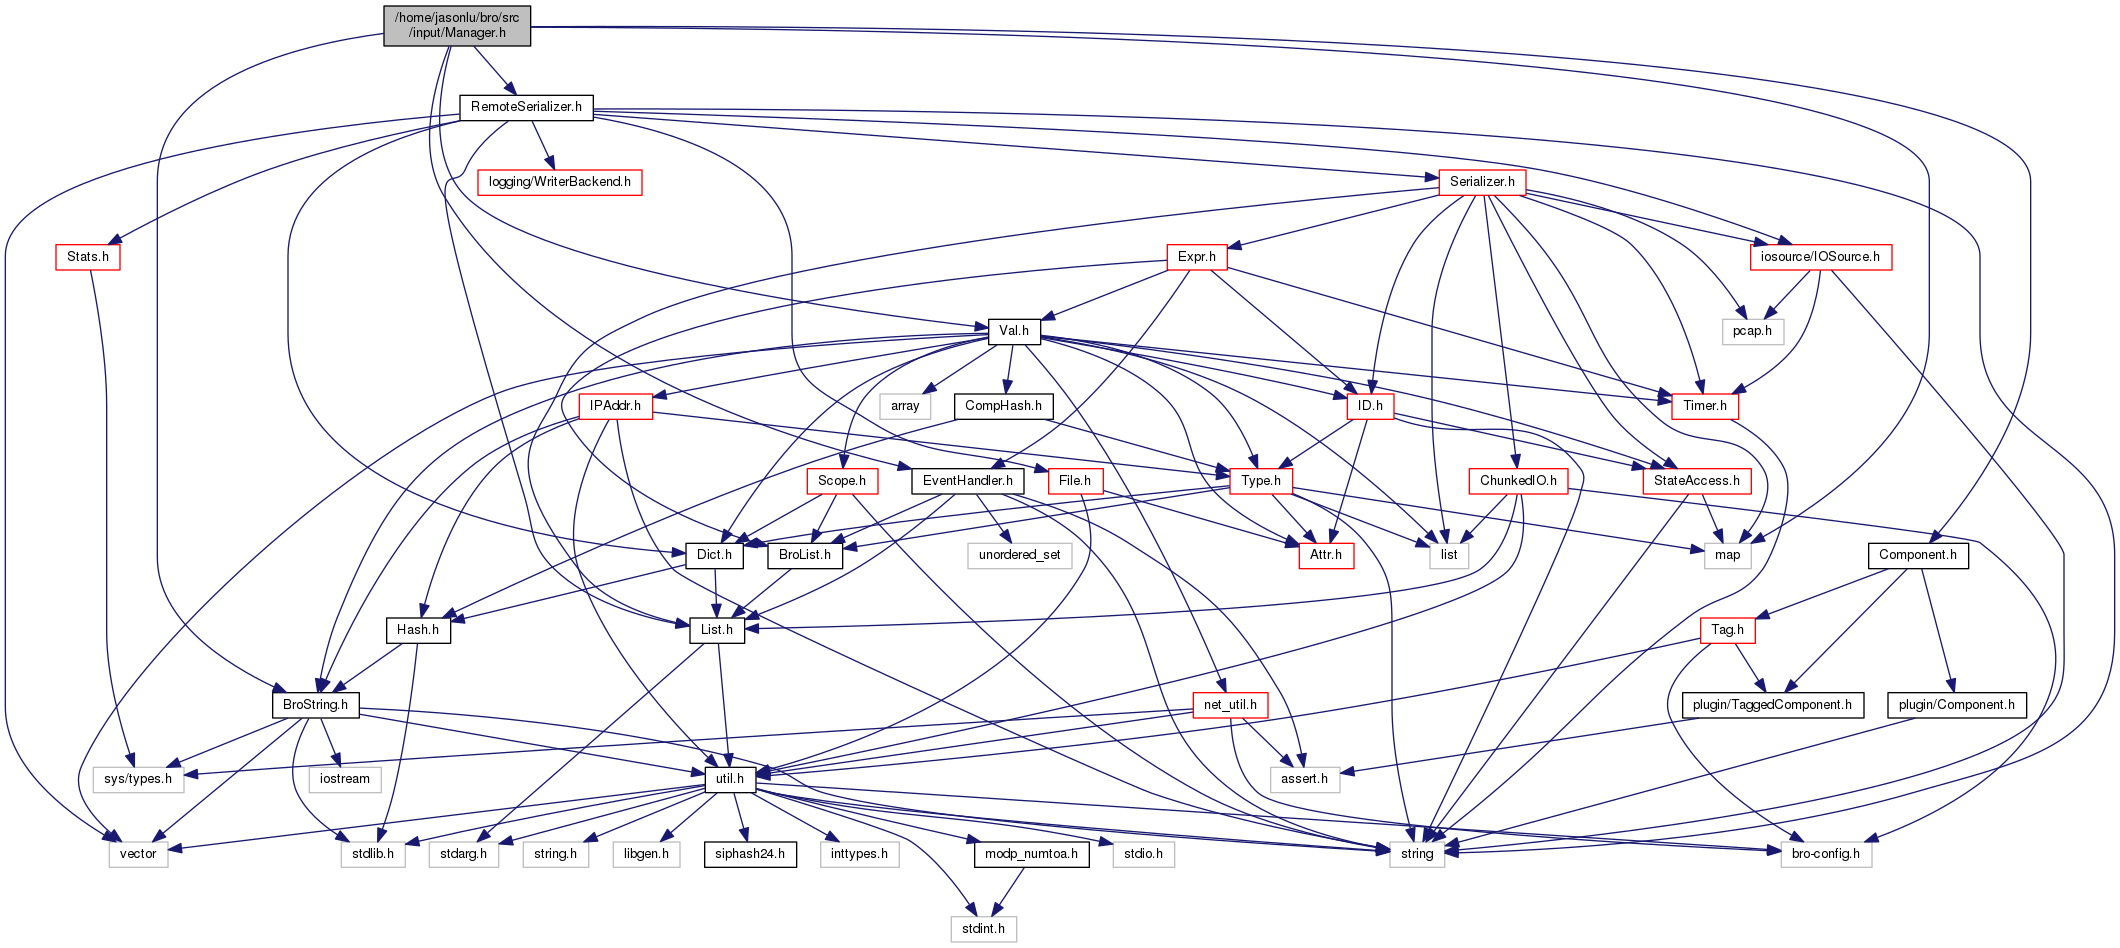 /home/jasonlu/bro/src
/input/Manager.h
RemoteSerializer.h
logging/WriterBackend.h
Serializer.h
Stats.h
Expr.h
iosource/IOSource.h
Val.h
pcap.h
IPAddr.h
array
CompHash.h
ID.h
Timer.h
Scope.h
EventHandler.h
File.h
Type.h
ChunkedIO.h
StateAccess.h
Dict.h
BroList.h
unordered_set
Attr.h
list
map
Component.h
Hash.h
List.h
Tag.h
BroString.h
net_util.h
plugin/TaggedComponent.h
plugin/Component.h
sys/types.h
iostream
util.h
assert.h
vector
stdlib.h
stdarg.h
string.h
libgen.h
siphash24.h
inttypes.h
modp_numtoa.h
stdio.h
string
bro-config.h
stdint.h